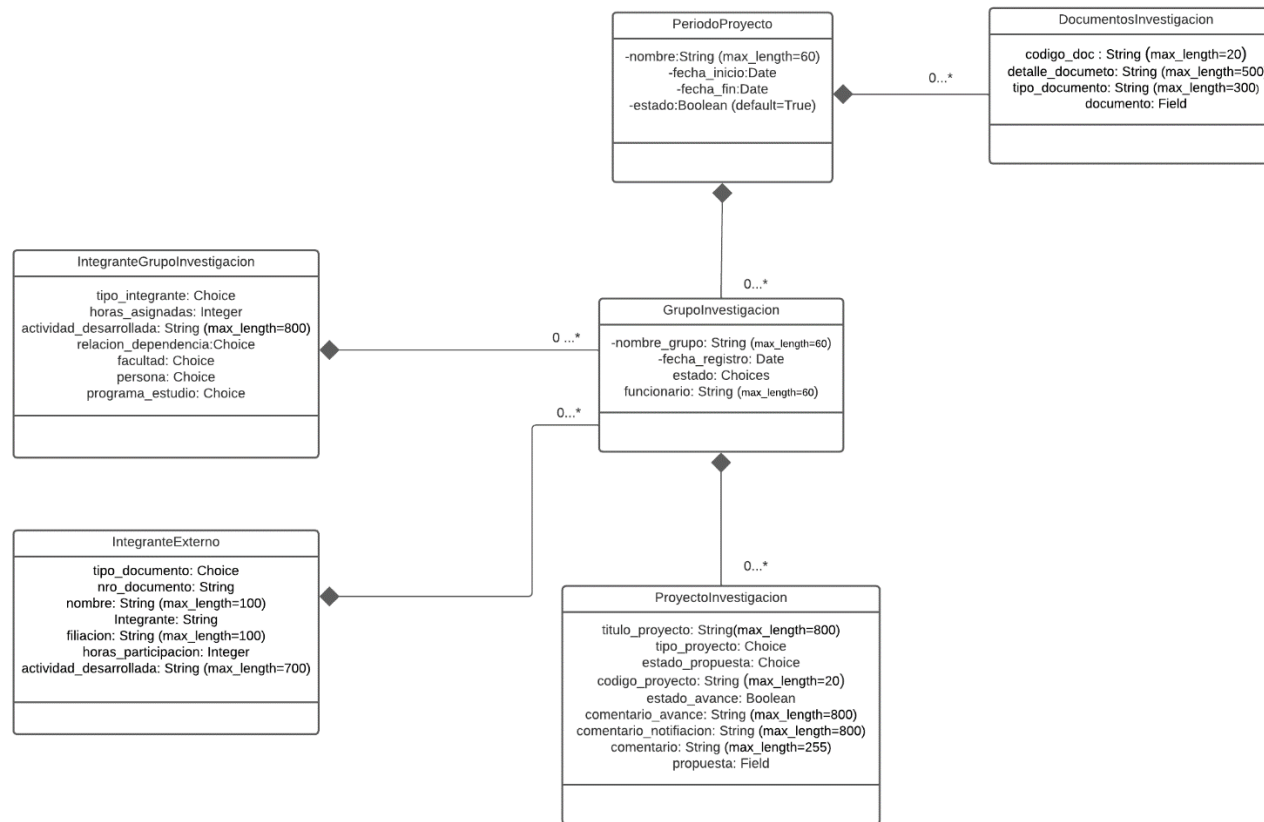 PeriodoProyecto
-nombre:String (max_length=60)
-fecha_inicio:Date
-fecha_fin:Date
-estado:Boolean (default=True)
0...*
DocumentosInvestigacion
codigo_doc : String (max_length=20)
detalle_documeto: String (max_length=500
tipo_documento: String (max_length=300)
documento: Field
0...*
IntegranteGrupoInvestigacion
tipo_integrante: Choice
horas_asignadas: Integer
actividad_desarrollada: String (max_length=800)
relacion_dependencia:Choice
facultad: Choice
persona: Choice
programa_estudio: Choice
0 ...*
GrupoInvestigacion
-nombre_grupo: String (max_length=60)
-fecha_registro: Date
estado: Choices
funcionario: String (max_length=60)
0...*
IntegranteExterno
tipo_documento: Choice
nro_documento: String
nombre: String (max_length=100)
Integrante: String
filiacion: String (max_length=100)
horas_participacion: Integer
actividad_desarrollada: String (max_length=700)
0...*
ProyectoInvestigacion
titulo_proyecto: String(max_length=800)
tipo_proyecto: Choice
estado_propuesta: Choice
codigo_proyecto: String (max_length=20)
estado_avance: Boolean
comentario_avance: String (max_length=800)
comentario_notifiacion: String (max_length=800)
comentario: String (max_length=255)
propuesta: Field